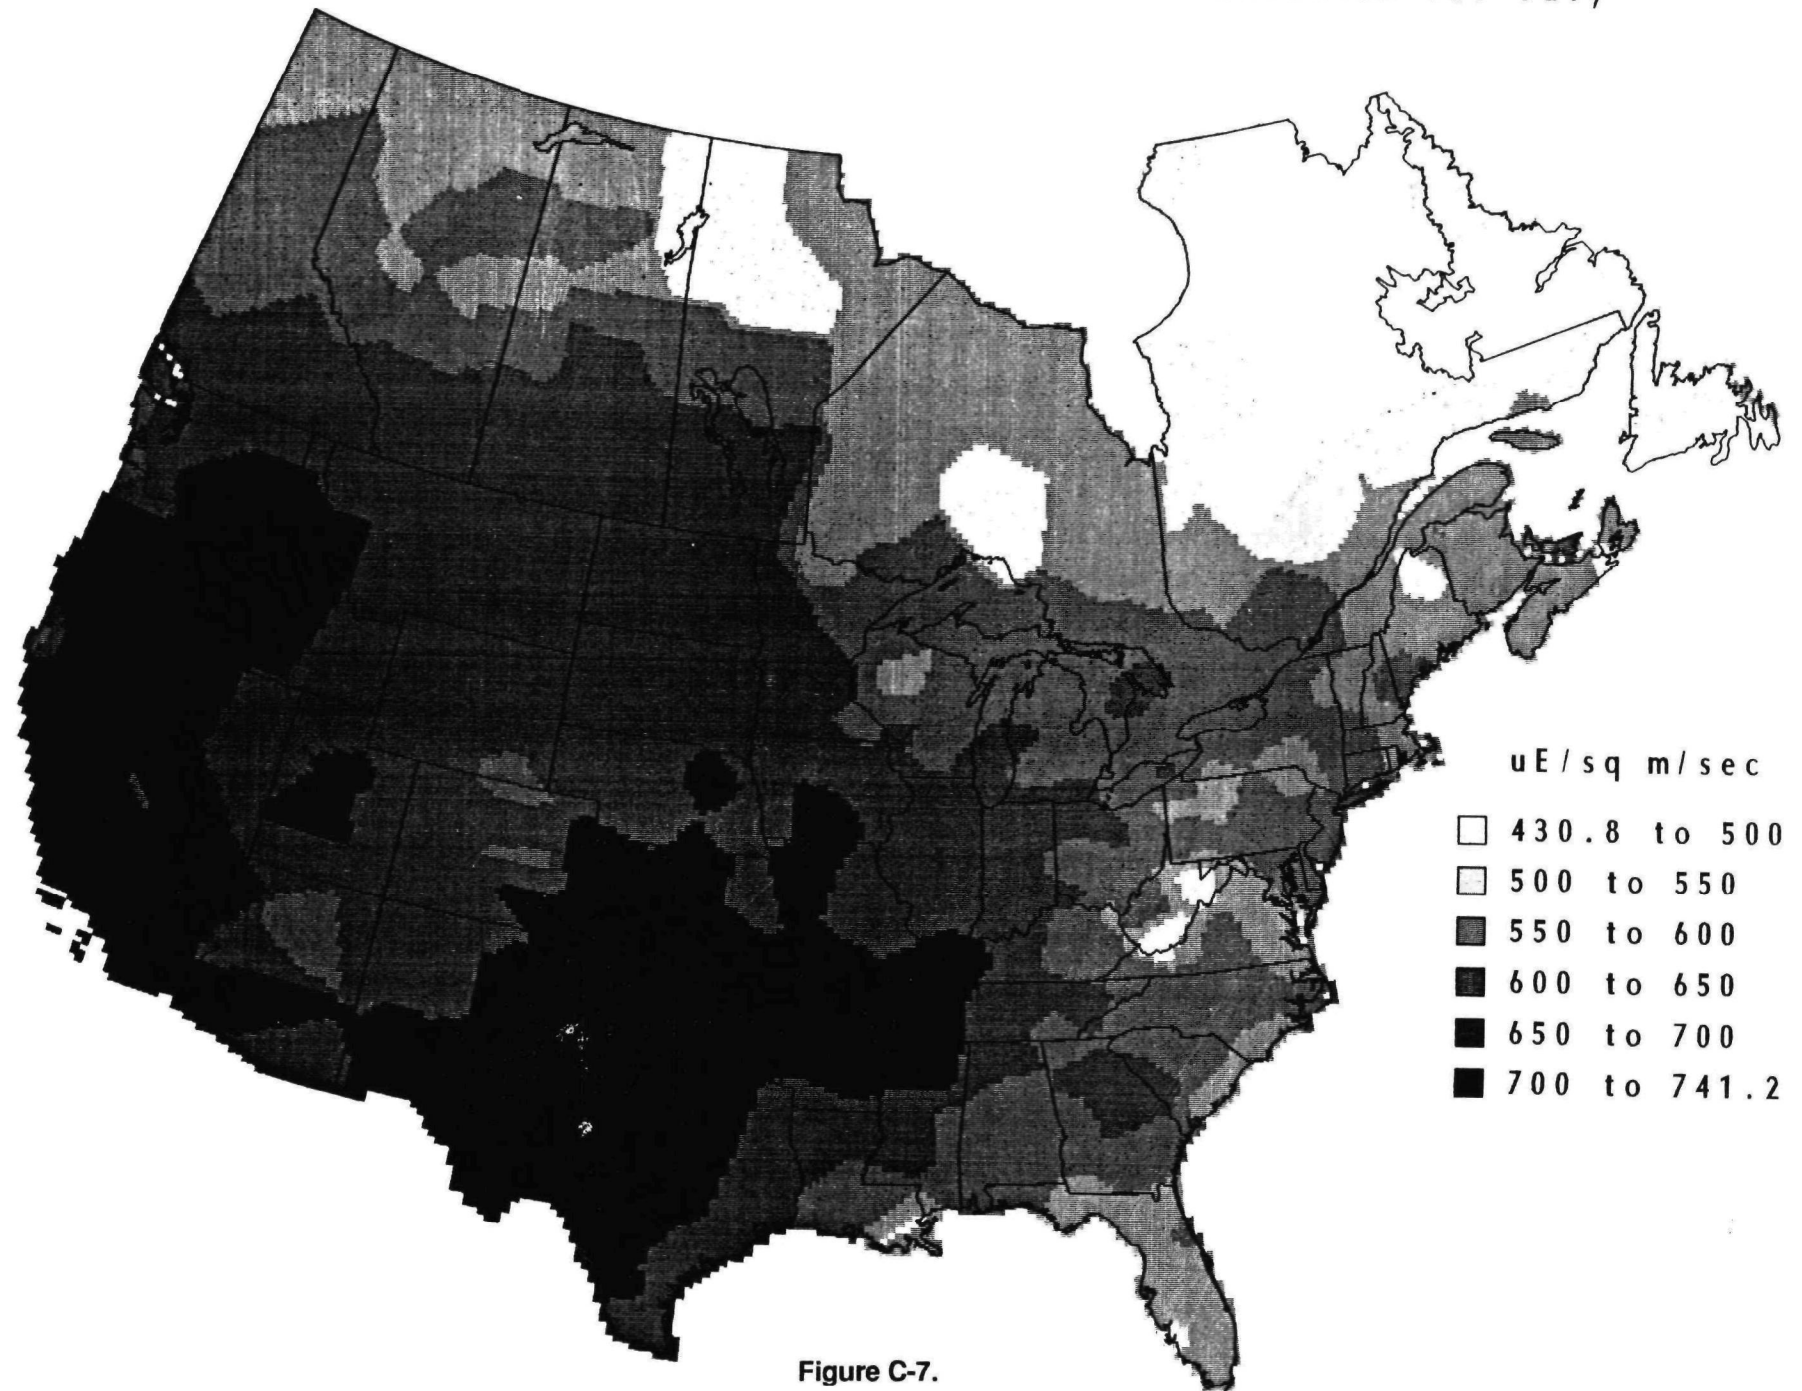 uE/sq m/sec
430.8 to 500
500 to 550
550 to 600
600 to 650
650 to 700
700 to 741.2
Figure C-7.